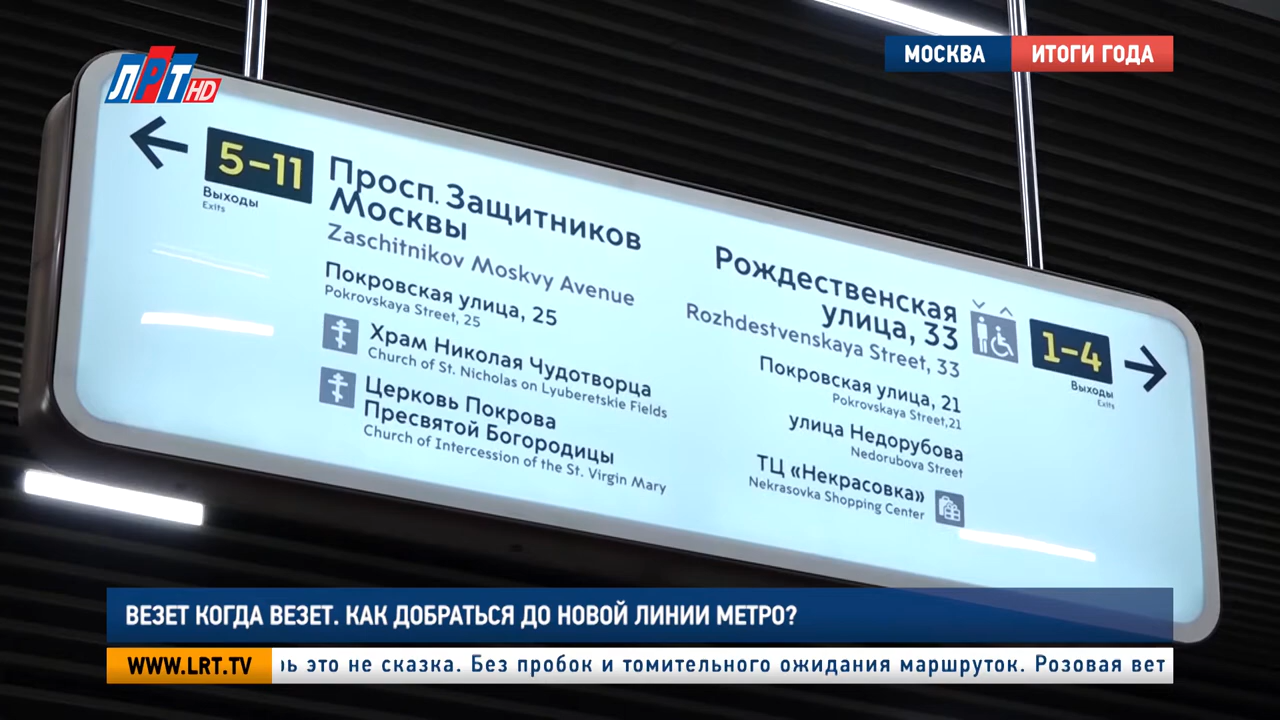 ЛРТ HD
МОСКВА
ИТОГИ ГОДА
5–11
Выходы
Exits
Просп. Защитников
Москвы
Zaschitnikov Moskvy Avenue
Покровская улица, 25
Pokrovskaya Street, 25
Храм Николая Чудотворца
Church of St. Nicholas on Lyuberetskie Fields
Церковь Покрова
Пресвятой Богородицы
Church of Intercession of the St. Virgin Mary
Рождественская
улица, 33
Rozhdestvenskaya Street, 33
1–4
Выходы
Exits
Покровская улица, 21
Pokrovskaya Street,21
улица Недорубова
Nedorubova Street
ТЦ «Некрасовка»
Nekrasovka Shopping Center
ВЕЗЕТ КОГДА ВЕЗЕТ. КАК ДОБРАТЬСЯ ДО НОВОЙ ЛИНИИ МЕТРО?
WWW.LRT.TV
это не сказка. Без пробок и томительного ожидания маршруток. Розовая вет